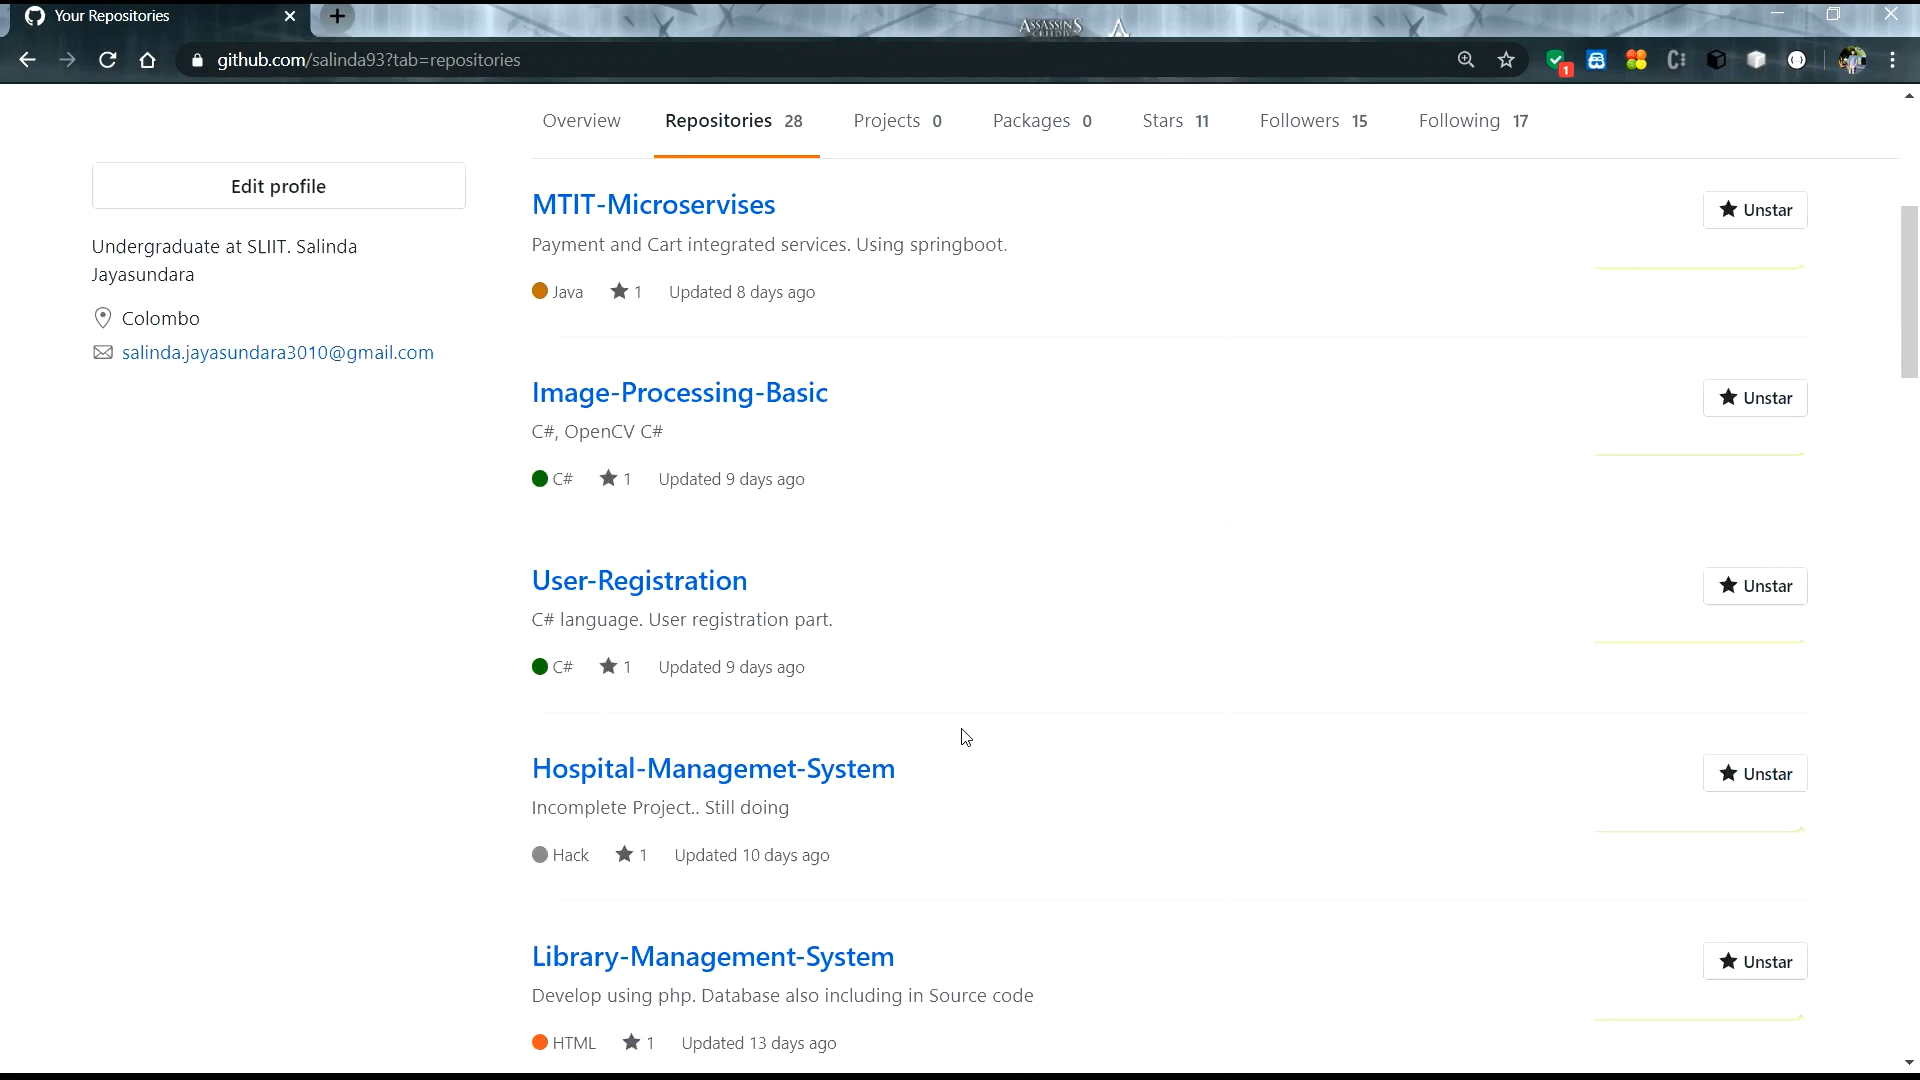 Your Repositories
ASSASSINS
CREED IV
github.com/salinda93?tab=repositories
1
Overview Repositories 28 Projects 0 Packages 0 Stars 11 Followers 15 Following 17
Edit profile
Undergraduate at SLIIT. Salinda
Jayasundara
Colombo
salinda.jayasundara3010@gmail.com
MTIT-Microservises
Unstar
Payment and Cart integrated services. Using springboot.
Java 1 Updated 8 days ago
Image-Processing-Basic
Unstar
C#, OpenCV C#
C# 1 Updated 9 days ago
User-Registration
Unstar
C# language. User registration part.
C# 1 Updated 9 days ago
Hospital-Managemet-System
Unstar
Incomplete Project.. Still doing
Hack 1 Updated 10 days ago
Library-Management-System
Unstar
Develop using php. Database also including in Source code
HTML 1 Updated 13 days ago